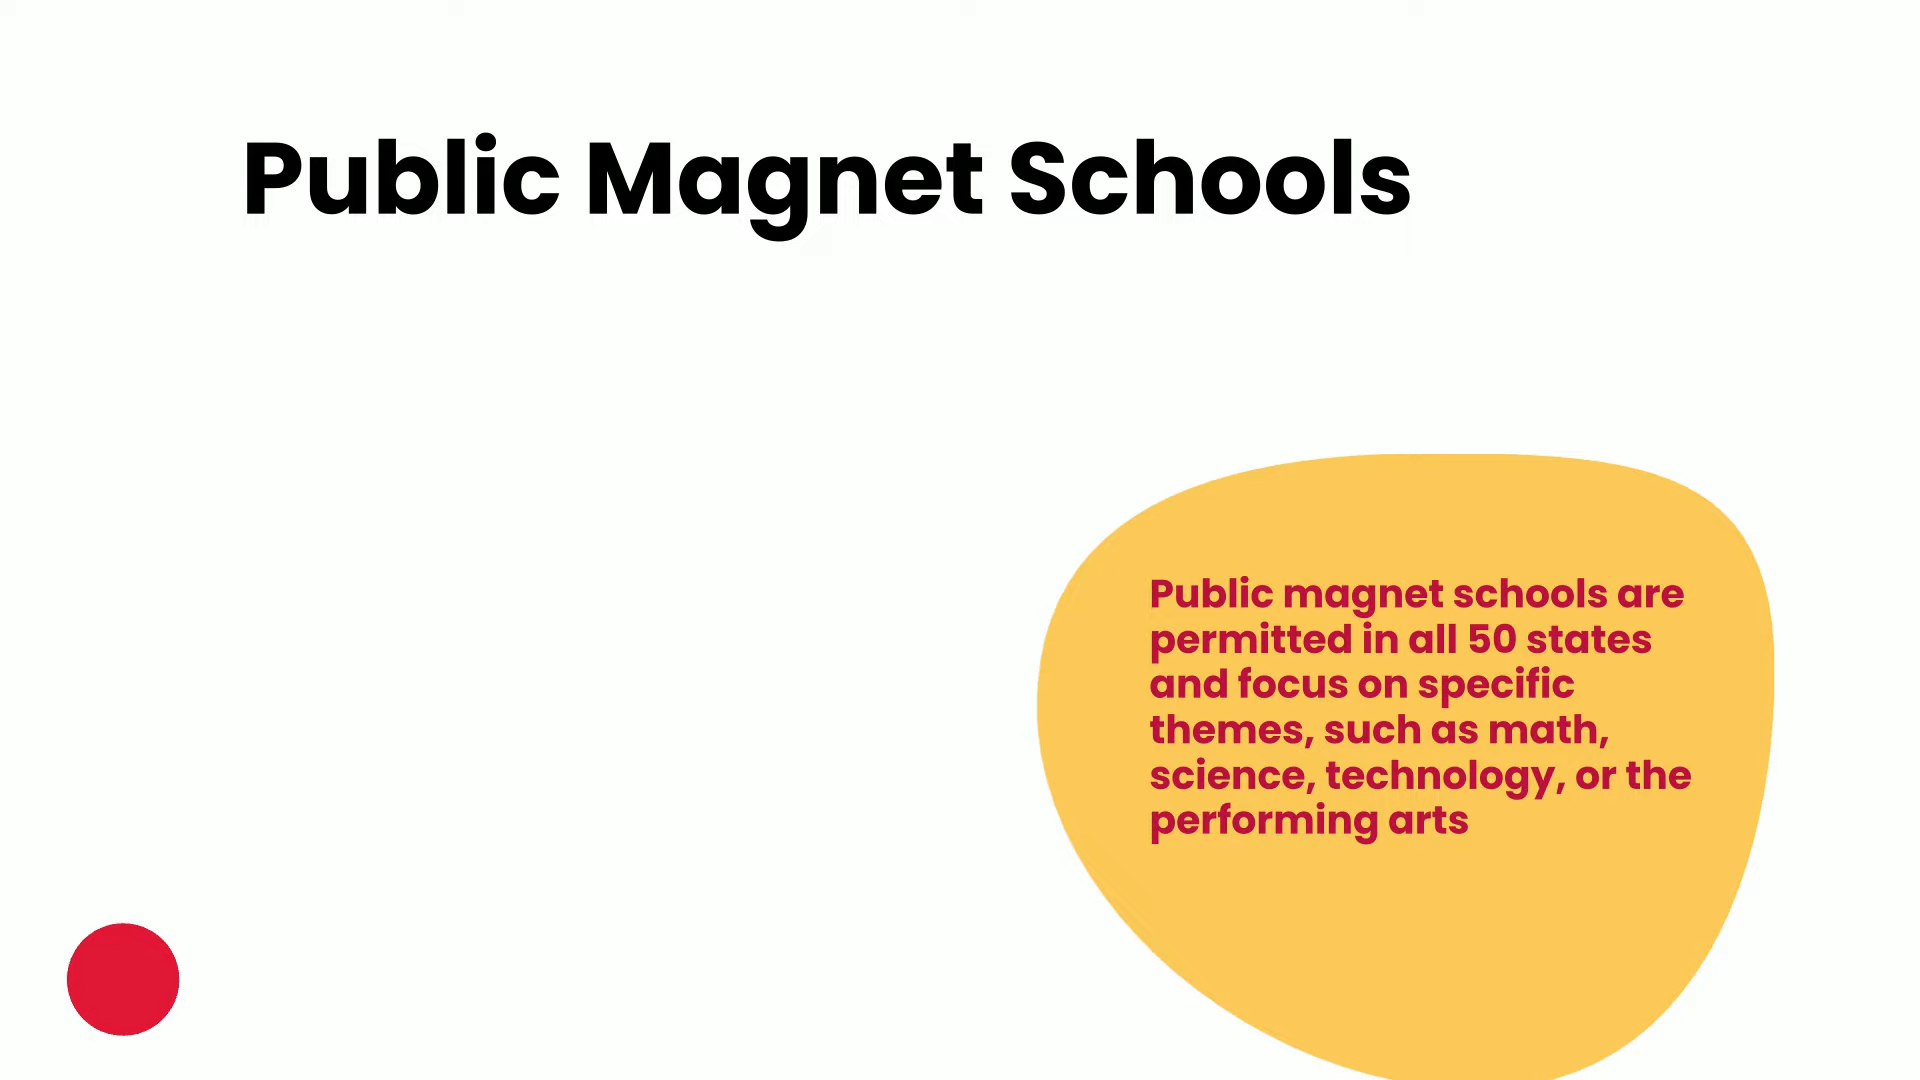 Public Magnet Schools
Public magnet schools are
permitted in all 50 states
and focus on specific
themes, such as math,
science, technology, or the
performing arts